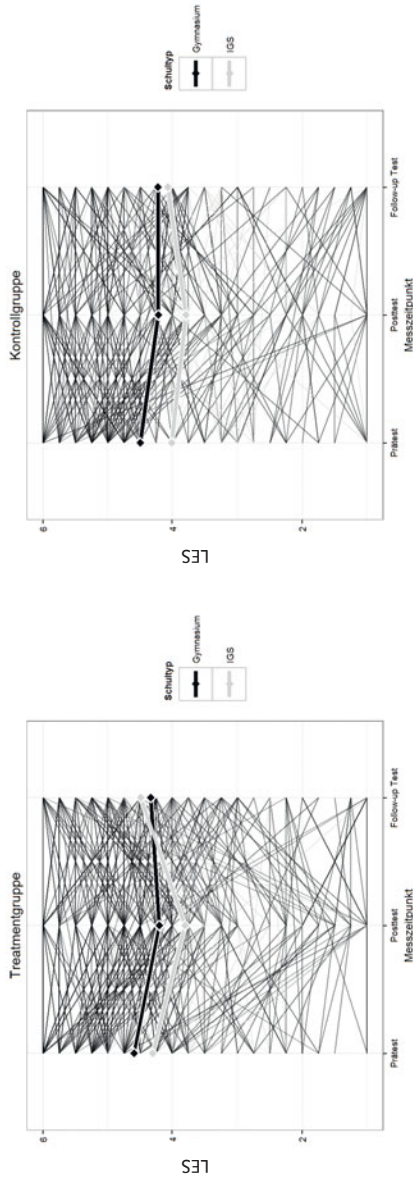 Treatmentgruppe
LES
6
4
2
Prätest
Posttest
Follow-up Test
Messzeitpunkt
Schultyp
Gymnasium
IGS
Kontrollgruppe
LES
6
4
2
Prätest
Posttest
Follow-up Test
Messzeitpunkt
Schultyp
Gymnasium
IGS